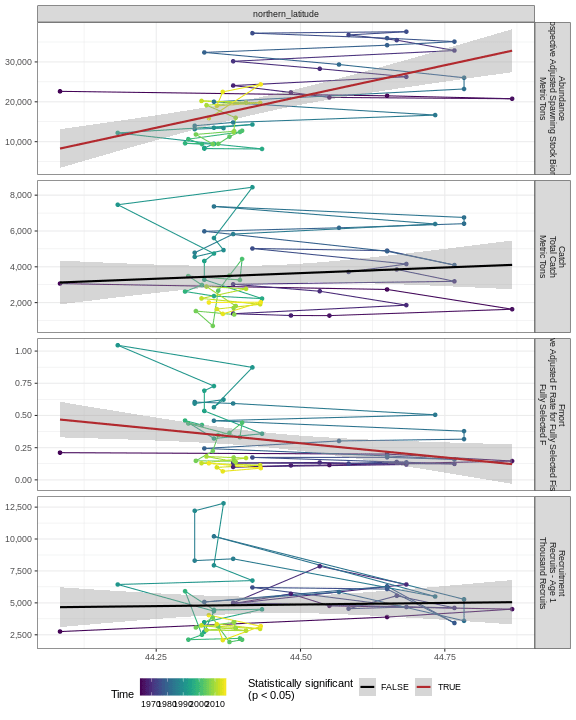 northern_latitude
30,000
20,000
10,000
Abundance
Adjusted Spawning Stock
Metric Tons
8,000
6,000
4,000
2,000
Catch
Total Catch
Metric Tons
1.00
0.75
0.50
0.25
0.00
Fmort
Adjusted F Rate for Fully Selected
Fully Selected F
12,500
10,000
7,500
5,000
2,500
Recruitment
Recruits - Age 1
Thousand Recruits
44.25
44.50
44.75
Time
1970 1980 1990 2000 2010
Statistically significant
(p < 0.05)
FALSE
TRUE